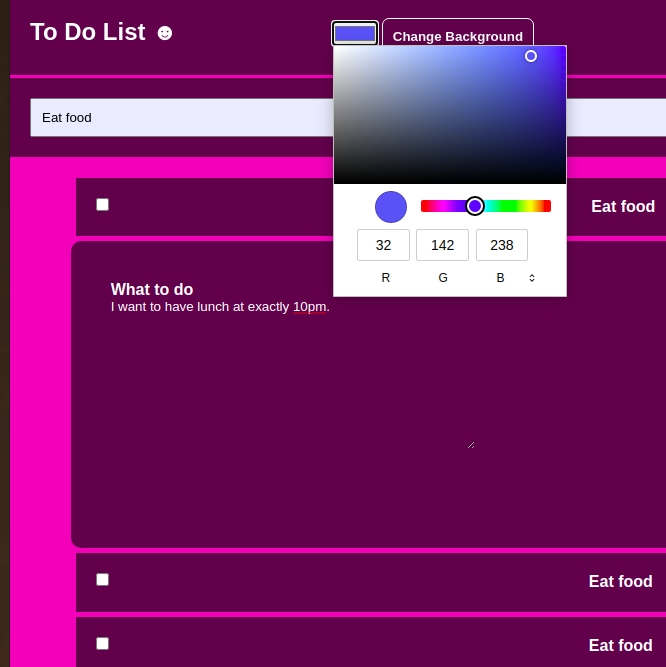 To Do List ☻
Change Background
Eat food
Eat food
32 142 238
R G B
What to do
I want to have lunch at exactly 10pm.
Eat food
Eat food